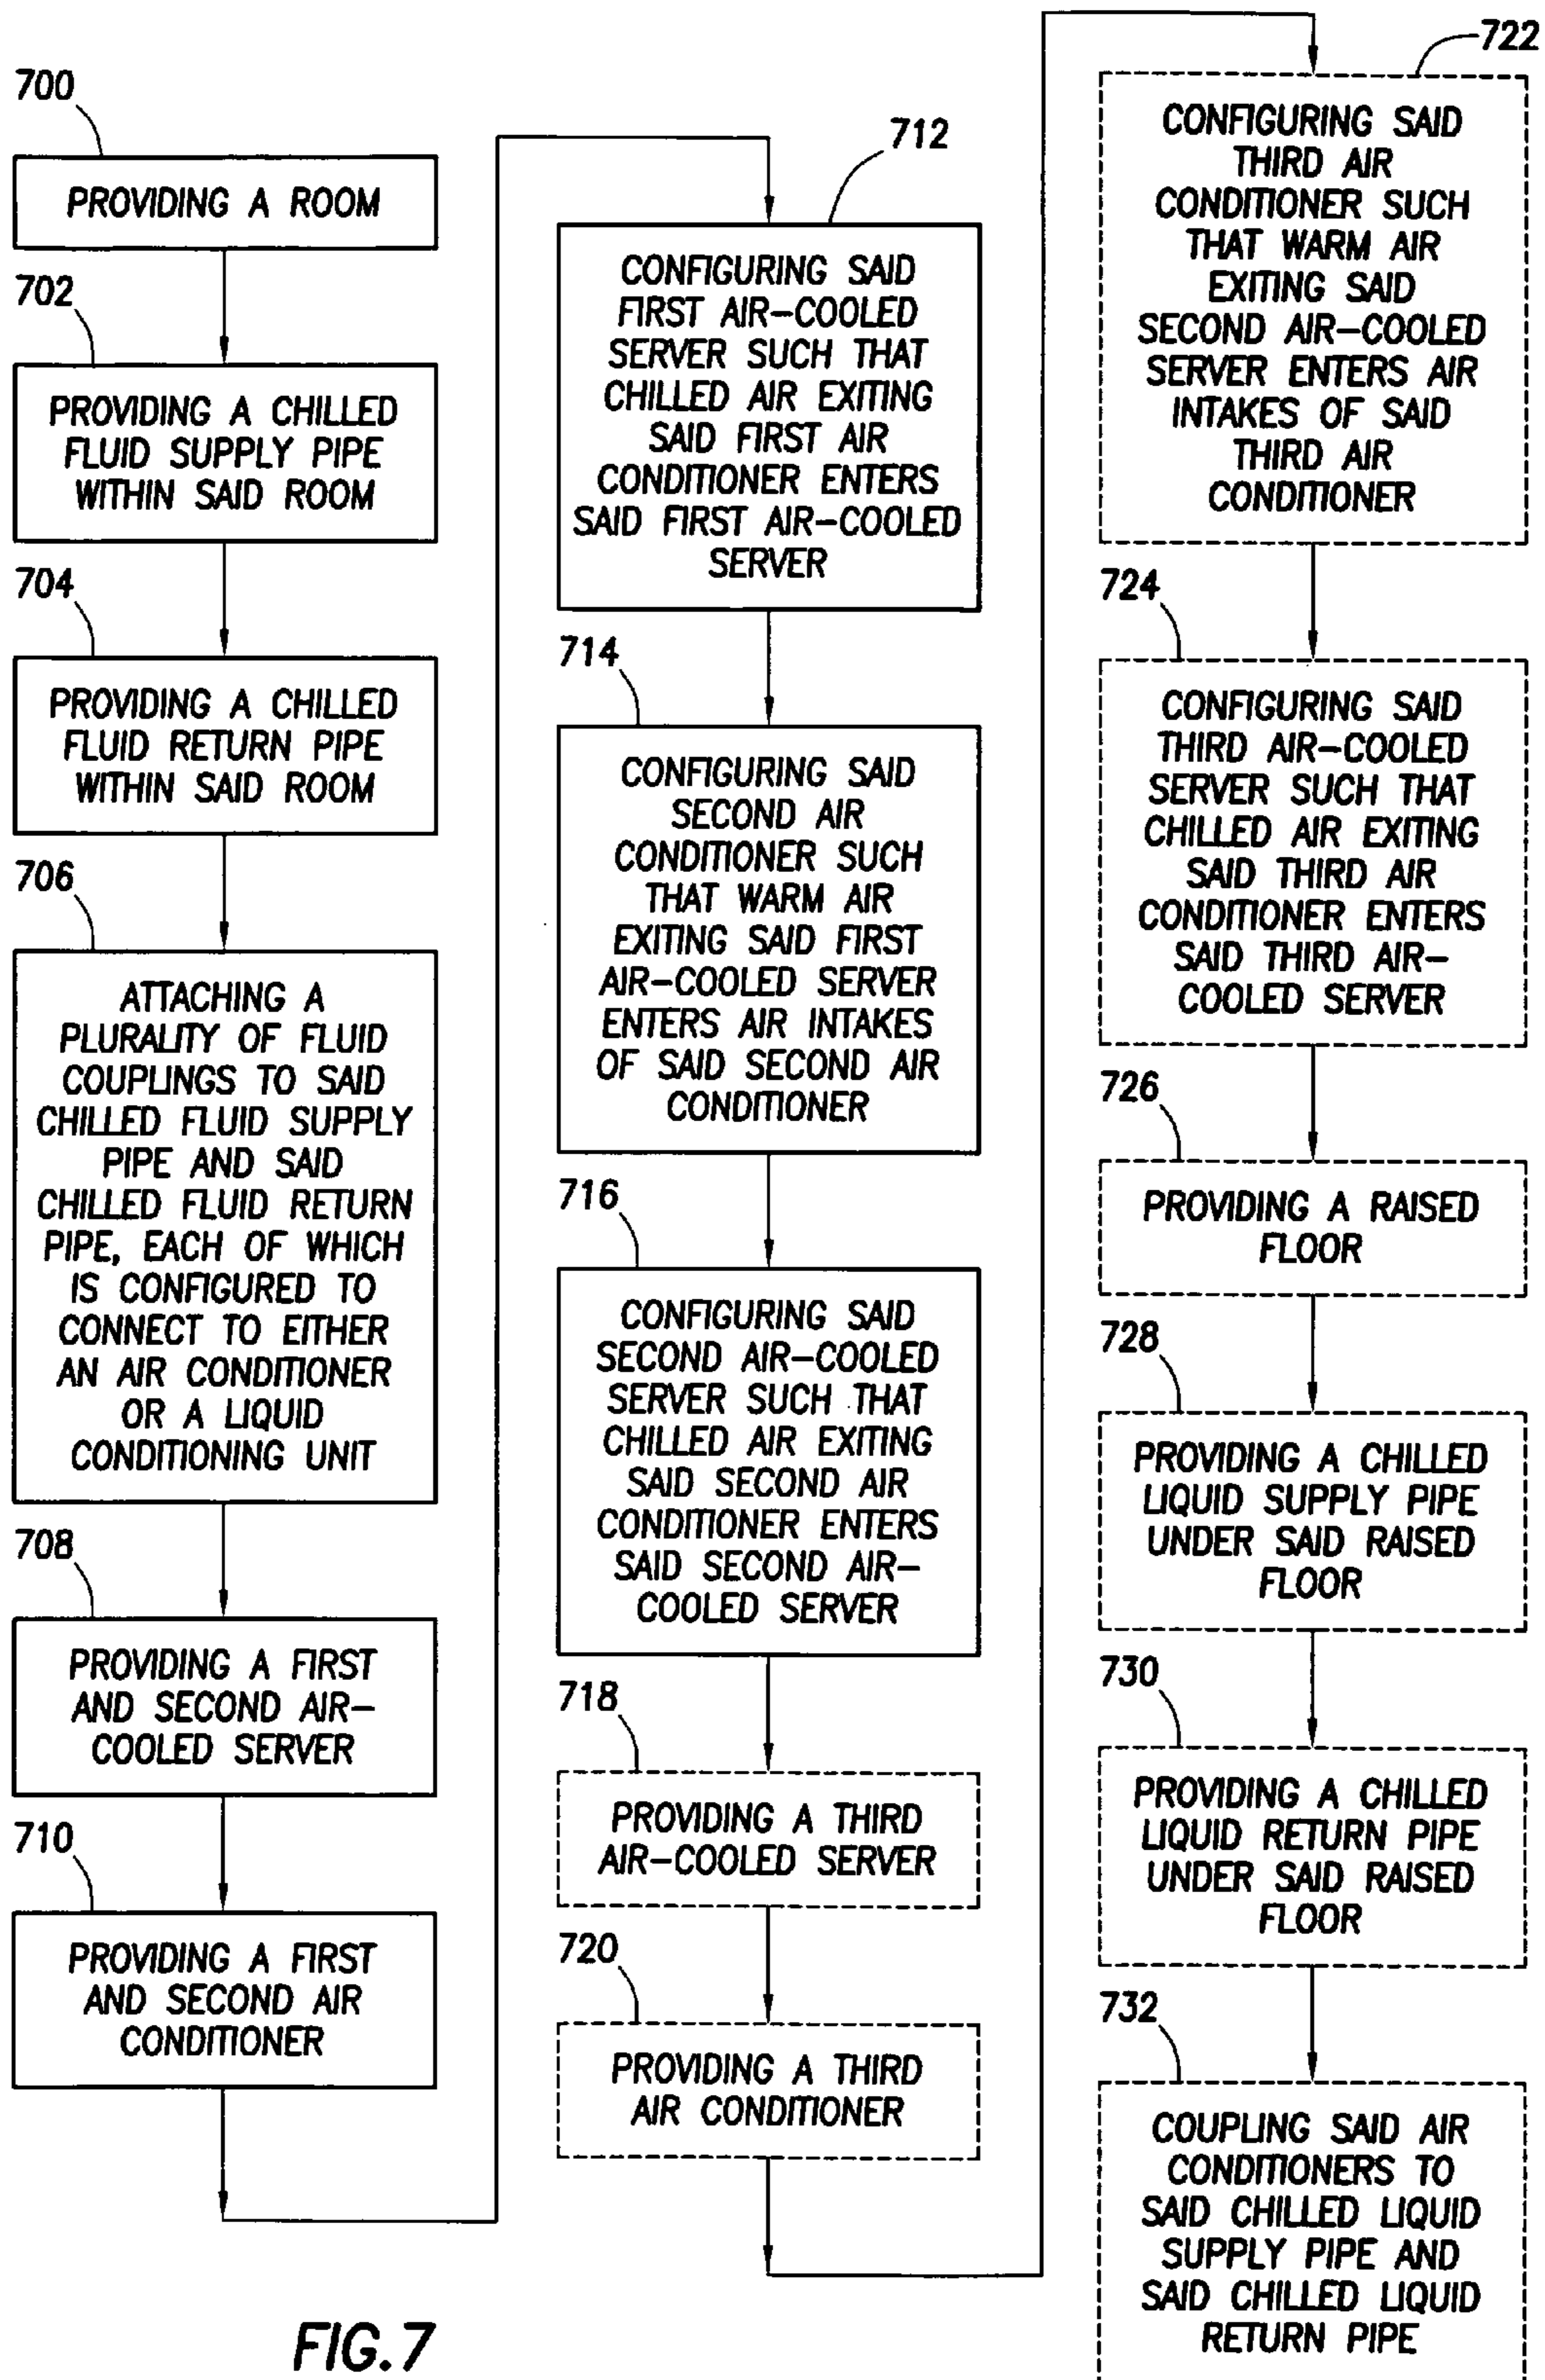 700
PROVIDING A ROOM
702
PROVIDING A CHILLED
FLUID SUPPLY PIPE
WITHIN SAID ROOM
704
PROVIDING A CHILLED
FLUID RETURN PIPE
WITHIN SAID ROOM
706
ATTACHING A
PLURALITY OF FLUID
COUPLINGS TO SAID
CHILLED FLUID SUPPLY
PIPE AND SAID
CHILLED FLUID RETURN
PIPE, EACH OF WHICH
IS CONFIGURED TO
CONNECT TO EITHER
AN AIR CONDITIONER
OR A LIQUID
CONDITIONING UNIT
708
PROVIDING A FIRST
AND SECOND AIR-
COOLED SERVER
710
PROVIDING A FIRST
AND SECOND AIR
CONDITIONER
712
CONFIGURING SAID
FIRST AIR-COOLED
SERVER SUCH THAT
CHILLED AIR EXITING
SAID FIRST AIR
CONDITIONER ENTERS
SAID FIRST AIR-COOLED
SERVER
714
CONFIGURING SAID
SECOND AIR
CONDITIONER SUCH
THAT WARM AIR
EXITING SAID FIRST
AIR-COOLED SERVER
ENTERS AIR INTAKES
OF SAID SECOND AIR
CONDITIONER
716
CONFIGURING SAID
SECOND AIR-COOLED
SERVER SUCH THAT
CHILLED AIR EXITING
SAID SECOND AIR
CONDITIONER ENTERS
SAID SECOND AIR-
COOLED SERVER
718
PROVIDING A THIRD
AIR-COOLED SERVER
720
PROVIDING A THIRD
AIR CONDITIONER
722
CONFIGURING SAID
THIRD AIR
CONDITIONER SUCH
THAT WARM AIR
EXITING SAID
SECOND AIR-COOLED
SERVER ENTERS AIR
INTAKES OF SAID
THIRD AIR
CONDITIONER
724
CONFIGURING SAID
THIRD AIR-COOLED
SERVER SUCH THAT
CHILLED AIR EXITING
SAID THIRD AIR
CONDITIONER ENTERS
SAID THIRD AIR-
COOLED SERVER
726
PROVIDING A RAISED
FLOOR
728
PROVIDING A CHILLED
LIQUID SUPPLY PIPE
UNDER SAID RAISED
FLOOR
730
PROVIDING A CHILLED
LIQUID RETURN PIPE
UNDER SAID RAISED
FLOOR
732
COUPLING SAID AIR
CONDITIONERS TO
SAID CHILLED LIQUID
SUPPLY PIPE AND
SAID CHILLED LIQUID
RETURN PIPE
FIG.7